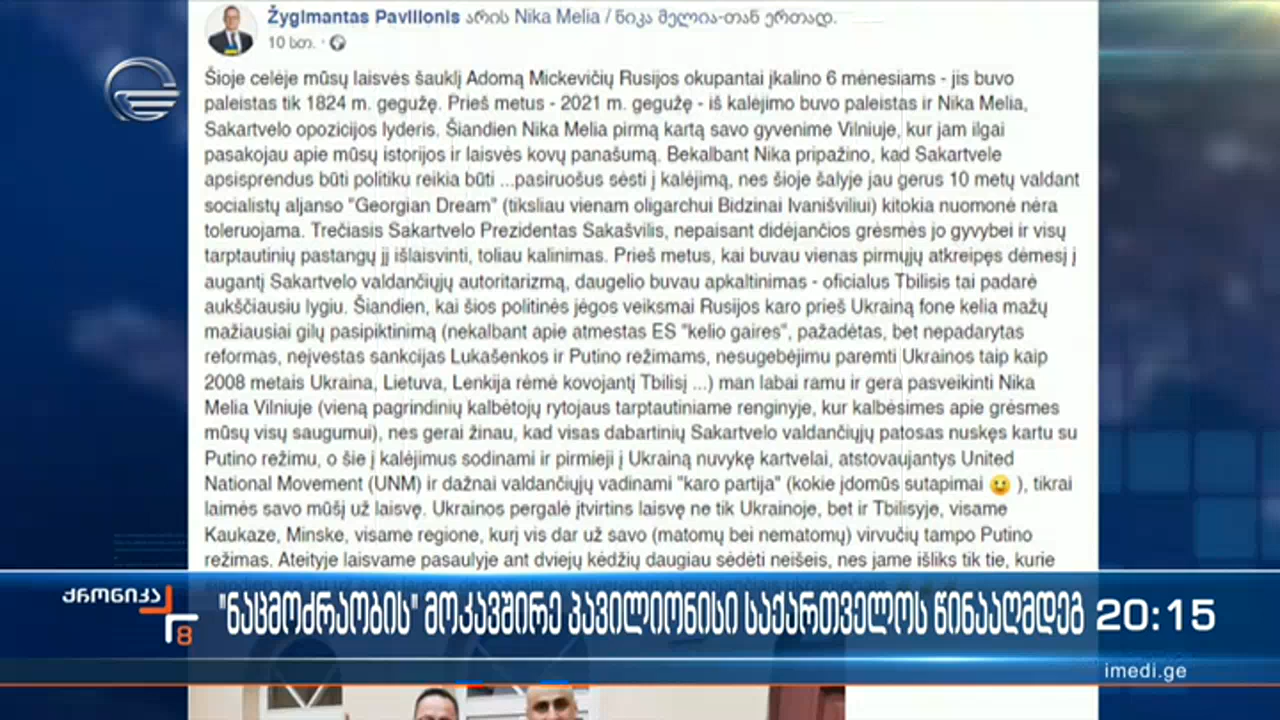 Žygimantas Pavilionis არის Nika Melia / ნიკა მელია-თან ერთად.
10 სთ.
Šioje celėje mūsų laisvės šauklį Adomą Mickevičių Rusijos okupantai įkalino 6 mėnesiams - jis buvo
paleistas tik 1824 m. gegužę. Prieš metus - 2021 m. gegužę - iš kalėjimo buvo paleistas ir Nika Melia,
Sakartvelo opozicijos lyderis. Šiandien Nika Melia pirmą kartą savo gyvenime Vilniuje, kur jam ilgai
pasakojau apie mūsų istorijos ir laisvės kovų panašumą. Bekalbant Nika pripažino, kad Sakartvele
apsisprendus būti politiku reikia būti ...pasiruošus sėsti į kalėjimą, nes šioje šalyje jau gerus 10 metų valdant
socialistų aljanso "Georgian Dream" (tiksliau vienam oligarchui Bidzinai Ivanišviliui) kitokia nuomonė nėra
toleruojama. Trečiasis Sakartvelo Prezidentas Sakašvilis, nepaisant didėjančios grėsmės jo gyvybei ir visų
tarptautinių pastangų jį išlaisvinti, toliau kalinimas. Prieš metus, kai buvau vienas pirmųjų atkreipęs dėmesį į
augantį Sakartvelo valdančiųjų autoritarizmą, daugelio buvau apkaltinimas - oficialus Tbilisis tai padarė
aukščiausiu lygiu. Šiandien, kai šios politinės jėgos veiksmai Rusijos karo prieš Ukrainą fone kelia mažų
mažiausiai gilų pasipiktinimą (nekalbant apie atmestas ES "kelio gaires", pažadėtas, bet nepadarytas
reformas, neįvestas sankcijas Lukašenkos ir Putino režimams, nesugebėjimu paremti Ukrainos taip kaip
2008 metais Ukraina, Lietuva, Lenkija rėmė kovojantį Tbilisį ...) man labai ramu ir gera pasveikinti Nika
Melia Vilniuje (vieną pagrindinių kalbėtojų rytojaus tarptautiniame renginyje, kur kalbėsimes apie grėsmes
mūsų visų saugumui), nes gerai žinau, kad visas dabartinių Sakartvelo valdančiųjų patosas nuskęs kartu su
Putino režimu, o šie į kalėjimus sodinami ir pirmieji į Ukrainą nuvykę kartvelai, atstovaujantys United
National Movement (UNM) ir dažnai valdančiųjų vadinami "karo partija" (kokie įdomūs sutapimai 😉 ), tikrai
laimės savo mūšį už laisvę. Ukrainos pergalė įtvirtins laisvę ne tik Ukrainoje, bet ir Tbilisyje, visame
Kaukaze, Minske, visame regione, kurį vis dar už savo (matomų bei nematomų) virvučių tampo Putino
režimas. Ateityje laisvame pasaulyje ant dviejų kėdžių daugiau sėdėti neišeis, nes jame išliks tik tie, kurie
ქრონიკა
8
"ნაცმოძრაობის" მოკავშირე პავილიონისი საქართველოს წინააღმდეგ
20:15
imedi.ge